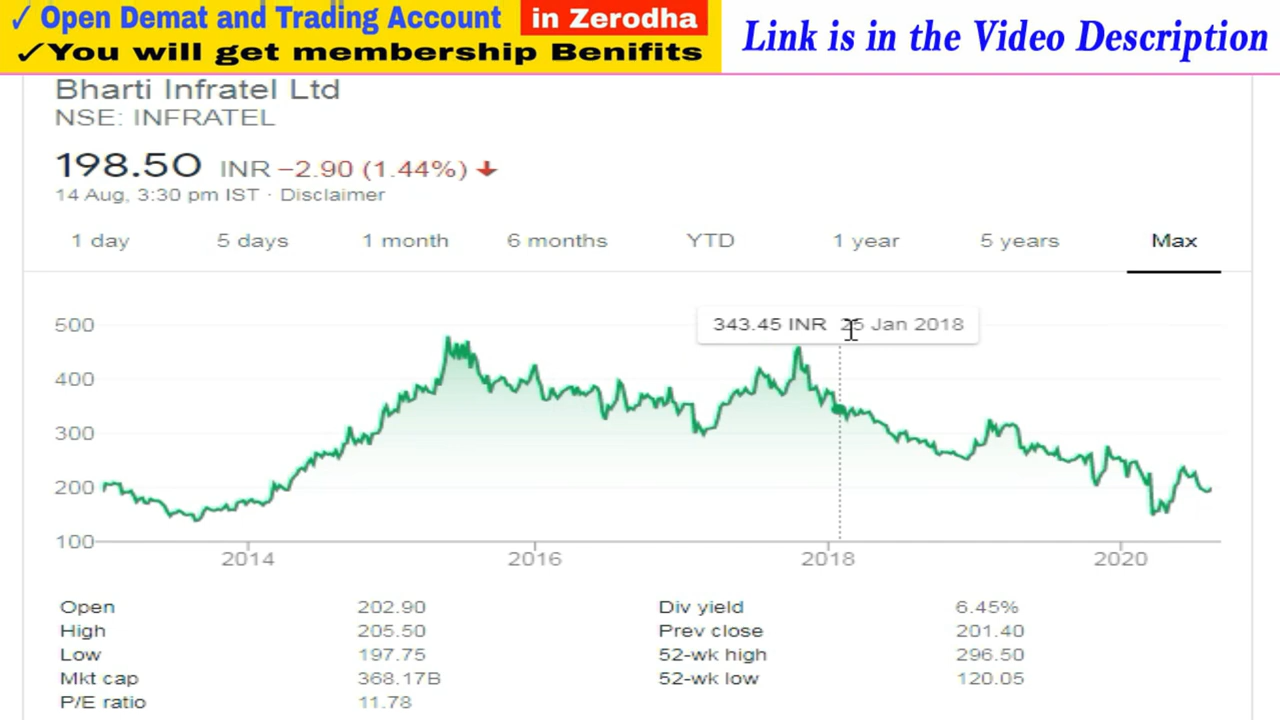 ✓ Open Demat and Trading Account in Zerodha
✓You will get membership Benifits
Link is in the Video Description
Bharti Infratel Ltd
NSE: INFRATEL
198.50 INR −2.90 (1.44%) ↓
14 Aug, 3:30 pm IST · Disclaimer
1 day 5 days 1 month 6 months YTD 1 year 5 years Max
343.45 INR 25 Jan 2018
500
400
300
200
100
2014 2016 2018 2020
Open 202.90 Div yield 6.45%
High 205.50 Prev close 201.40
Low 197.75 52-wk high 296.50
Mkt cap 368.17B 52-wk low 120.05
P/E ratio 11.78